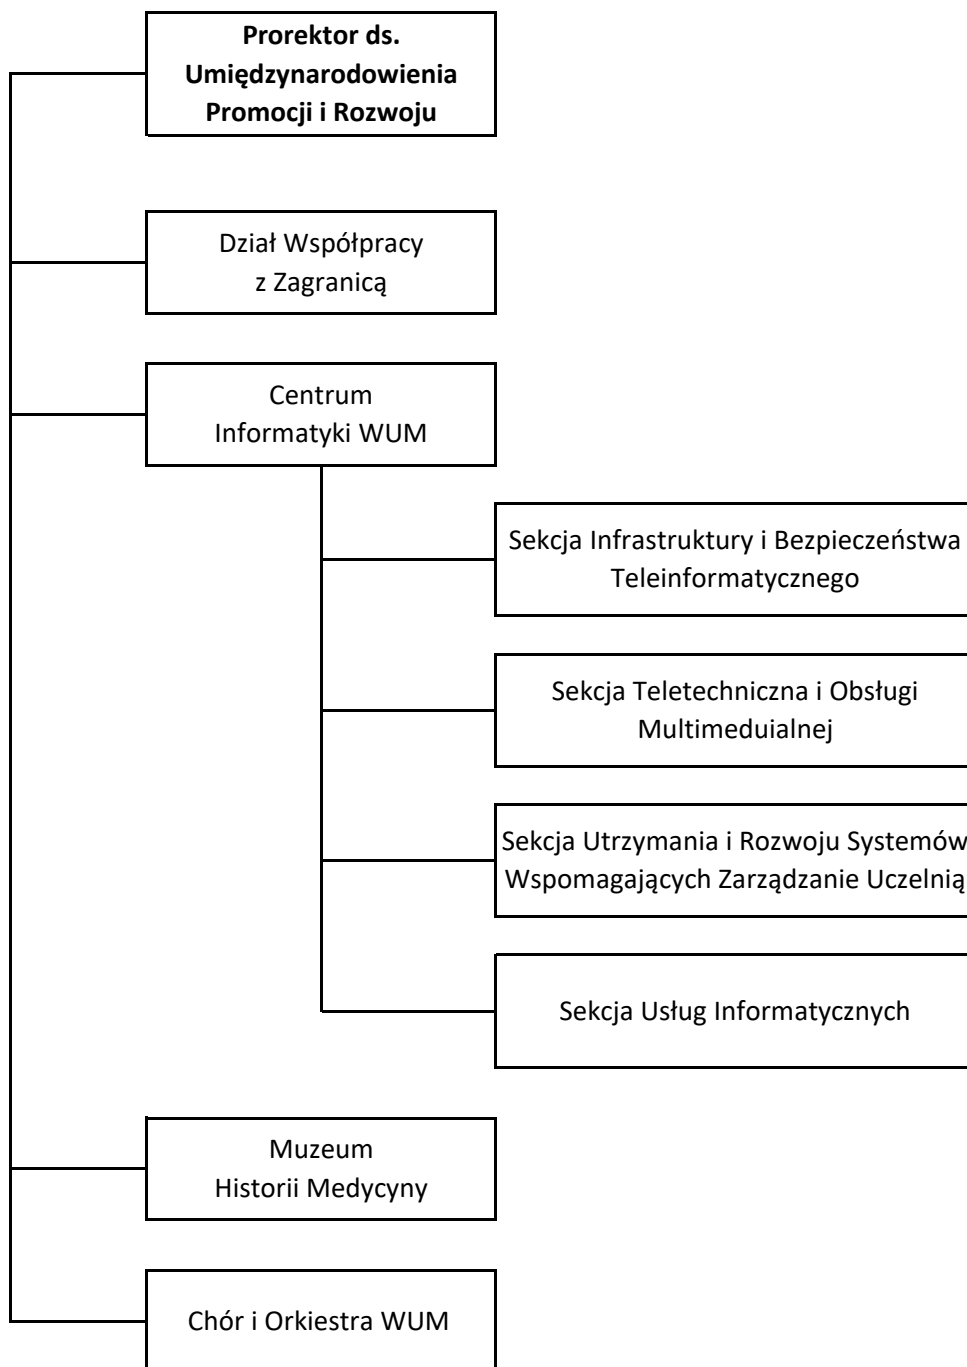 Prorektor ds.
Umiędzynarodowienia
Promocji i Rozwoju
Dział Współpracy
z Zagranicą
Centrum
Informatyki WUM
Sekcja Infrastruktury i Bezpieczeństwa
Teleinformatycznego
Sekcja Teletechniczna i Obsługi
Multimeduialnej
Sekcja Utrzymania i Rozwoju Systemów
Wspomagających Zarządzanie Uczelnią
Sekcja Usług Informatycznych
Muzeum
Historii Medycyny
Chór i Orkiestra WUM